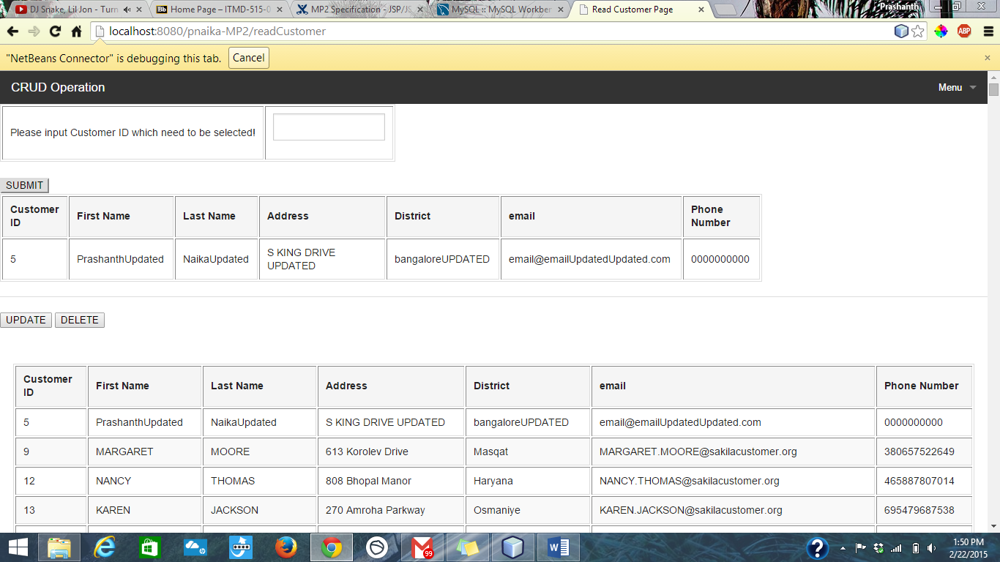 DJ Snake, Lil Jon - Turn
Home Page – ITMD-515-0
MP2 Specification - JSP/JS
MySQL :: MySQL Workber
Read Customer Page
Prashanth
localhost:8080/pnaika-MP2/readCustomer
ABP
"NetBeans Connector" is debugging this tab. Cancel
CRUD Operation Menu
Please input Customer ID which need to be selected!
SUBMIT
Customer ID First Name Last Name Address District email Phone Number
5 PrashanthUpdated NaikaUpdated S KING DRIVE UPDATED bangaloreUPDATED email@emailUpdatedUpdated.com 0000000000
UPDATE DELETE
Customer ID First Name Last Name Address District email Phone Number
5 PrashanthUpdated NaikaUpdated S KING DRIVE UPDATED bangaloreUPDATED email@emailUpdatedUpdated.com 0000000000
9 MARGARET MOORE 613 Korolev Drive Masqat MARGARET.MOORE@sakilacustomer.org 380657522649
12 NANCY THOMAS 808 Bhopal Manor Haryana NANCY.THOMAS@sakilacustomer.org 465887807014
13 KAREN JACKSON 270 Amroha Parkway Osmaniye KAREN.JACKSON@sakilacustomer.org 695479687538
99
1:50 PM
2/22/2015